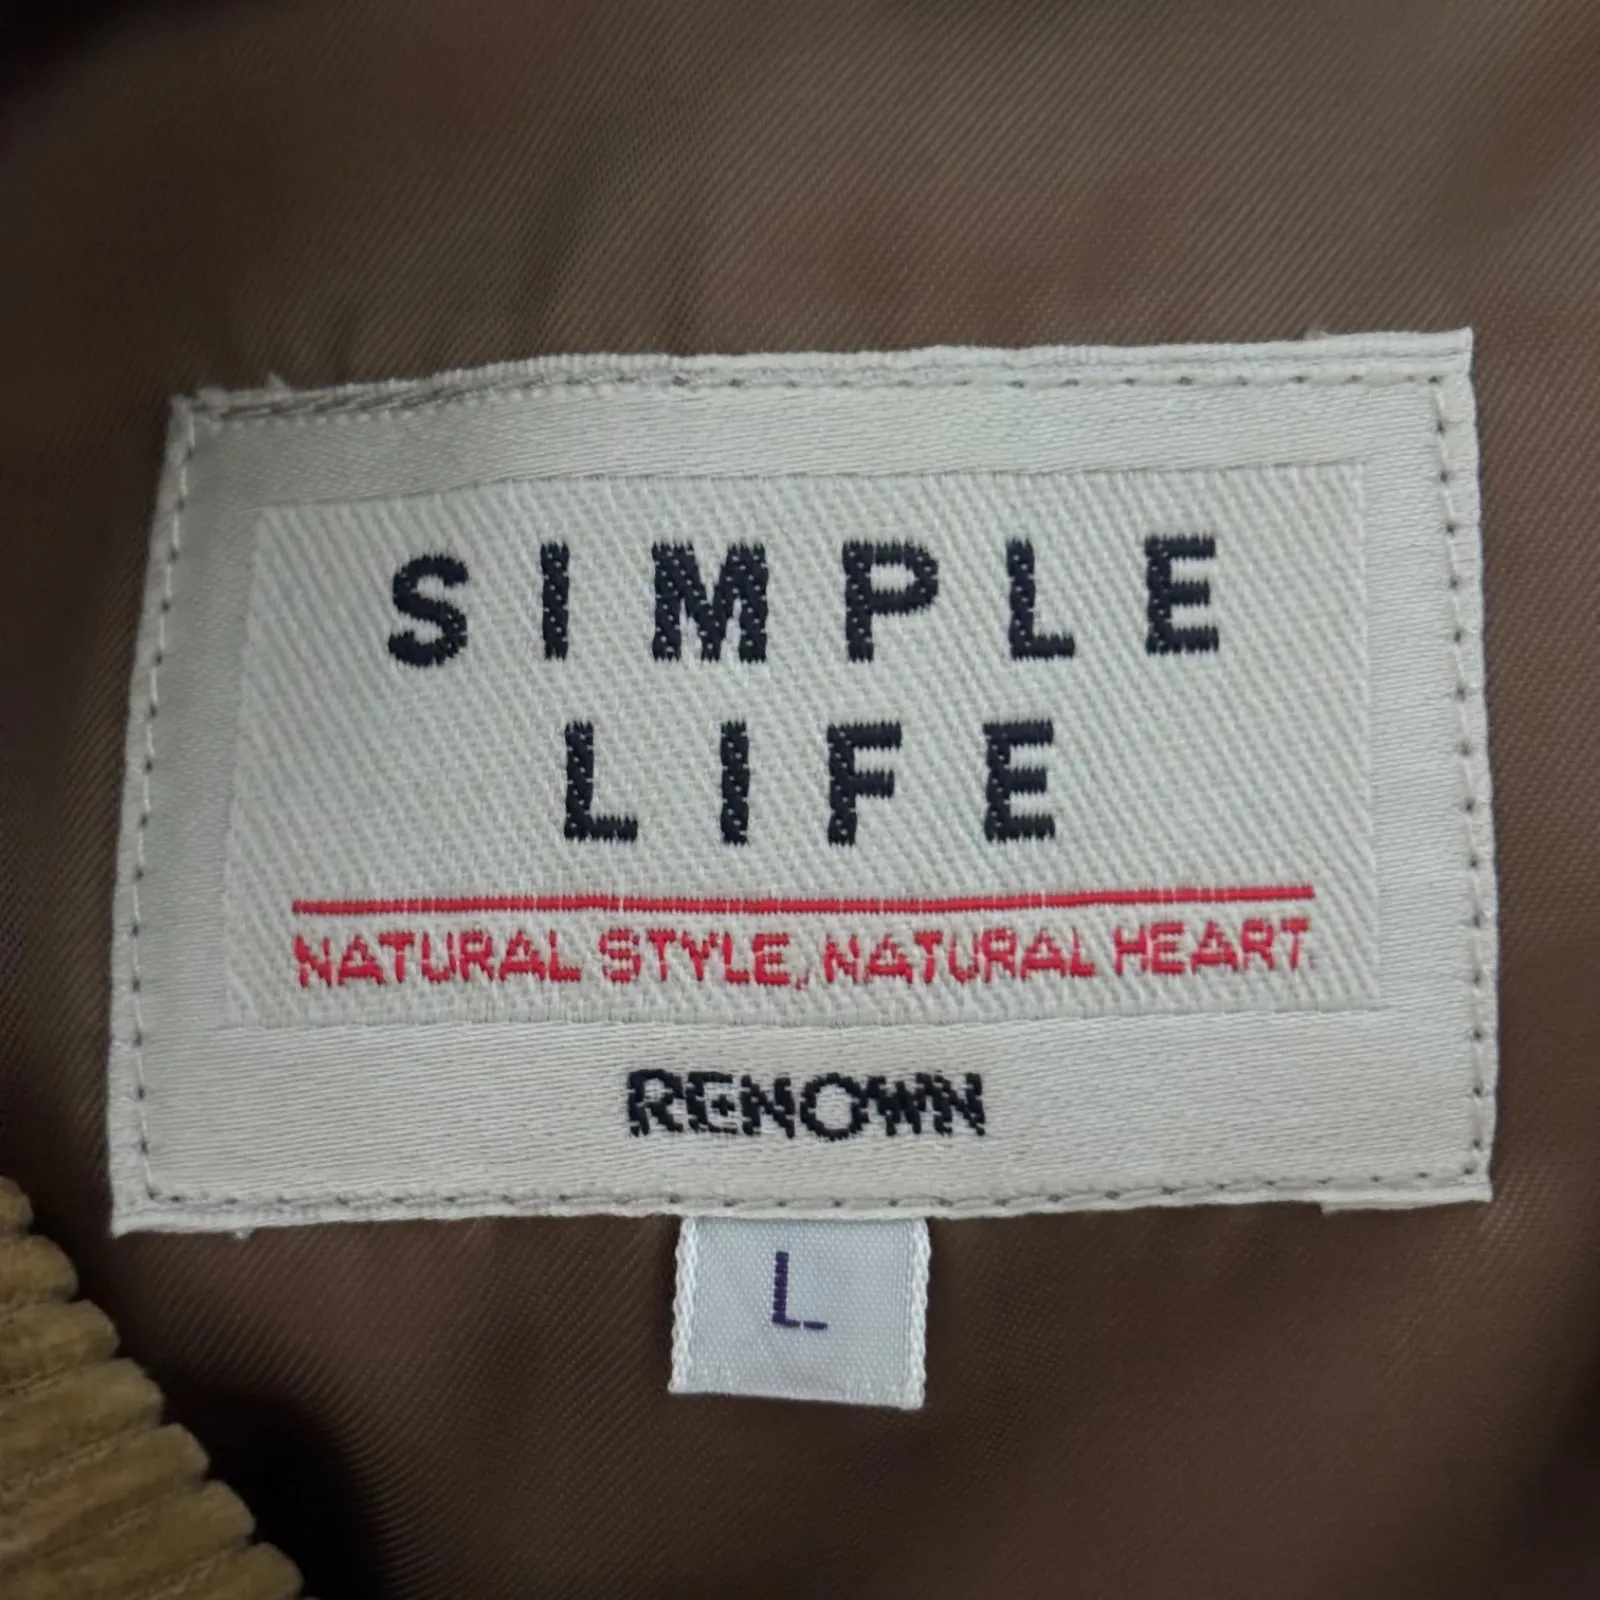 SIMPLE
LIFE
NATURAL STYLE, NATURAL HEART.
RENOWN
L